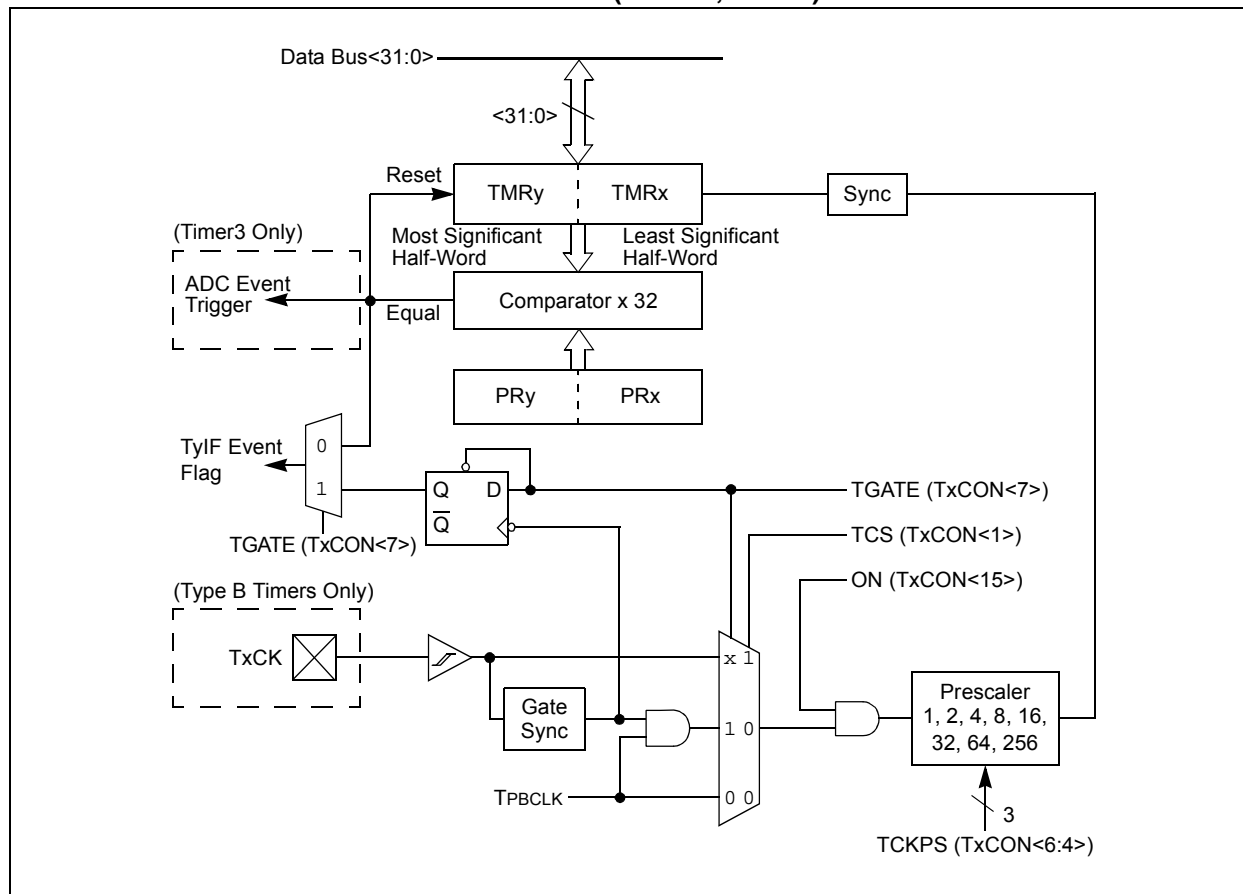 Data Bus<31:0>
<31:0>
Reset
TMRy
TMRx
Sync
(Timer3 Only)
Most Significant
Half-Word
Least Significant
Half-Word
ADC Event
Trigger
Equal
Comparator x 32
PRy
PRx
TyIF Event
Flag
0
1
Q
D
Q
TGATE (TxCON<7>)
TGATE (TxCON<7>)
TCS (TxCON<1>)
ON (TxCON<15>)
(Type B Timers Only)
TxCK
x 1
Gate
Sync
1 0
Prescaler
1, 2, 4, 8, 16,
32, 64, 256
TPBCLK
0 0
3
TCKPS (TxCON<6:4>)